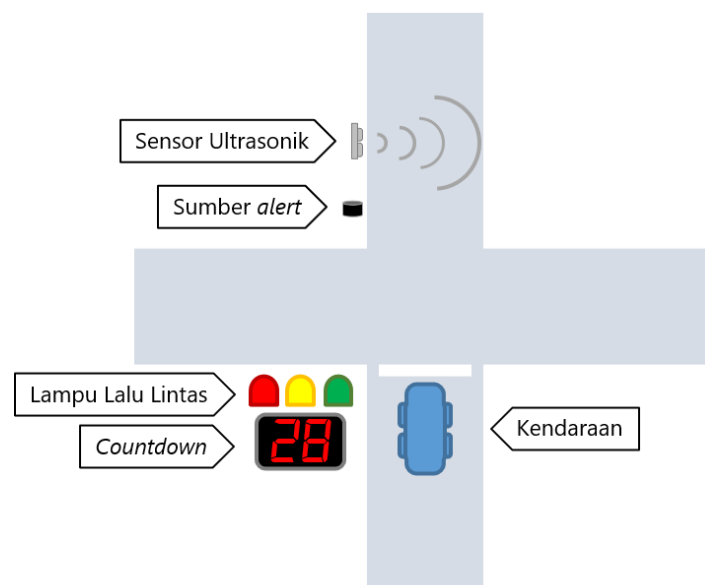 Sensor Ultrasonik
Sumber alert
Lampu Lalu Lintas
Countdown
28
Kendaraan